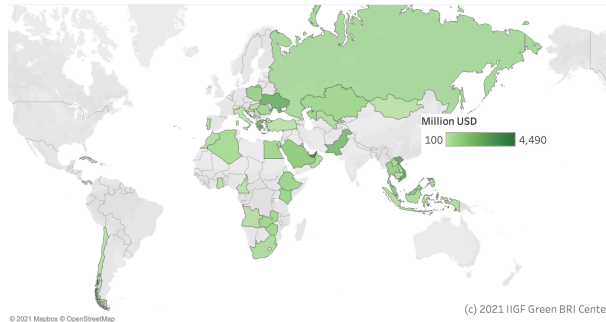 Million USD
100 4,490
(c) 2021 IIGF Green BRI Cente
© 2021 Mapbox © OpenStreetMap